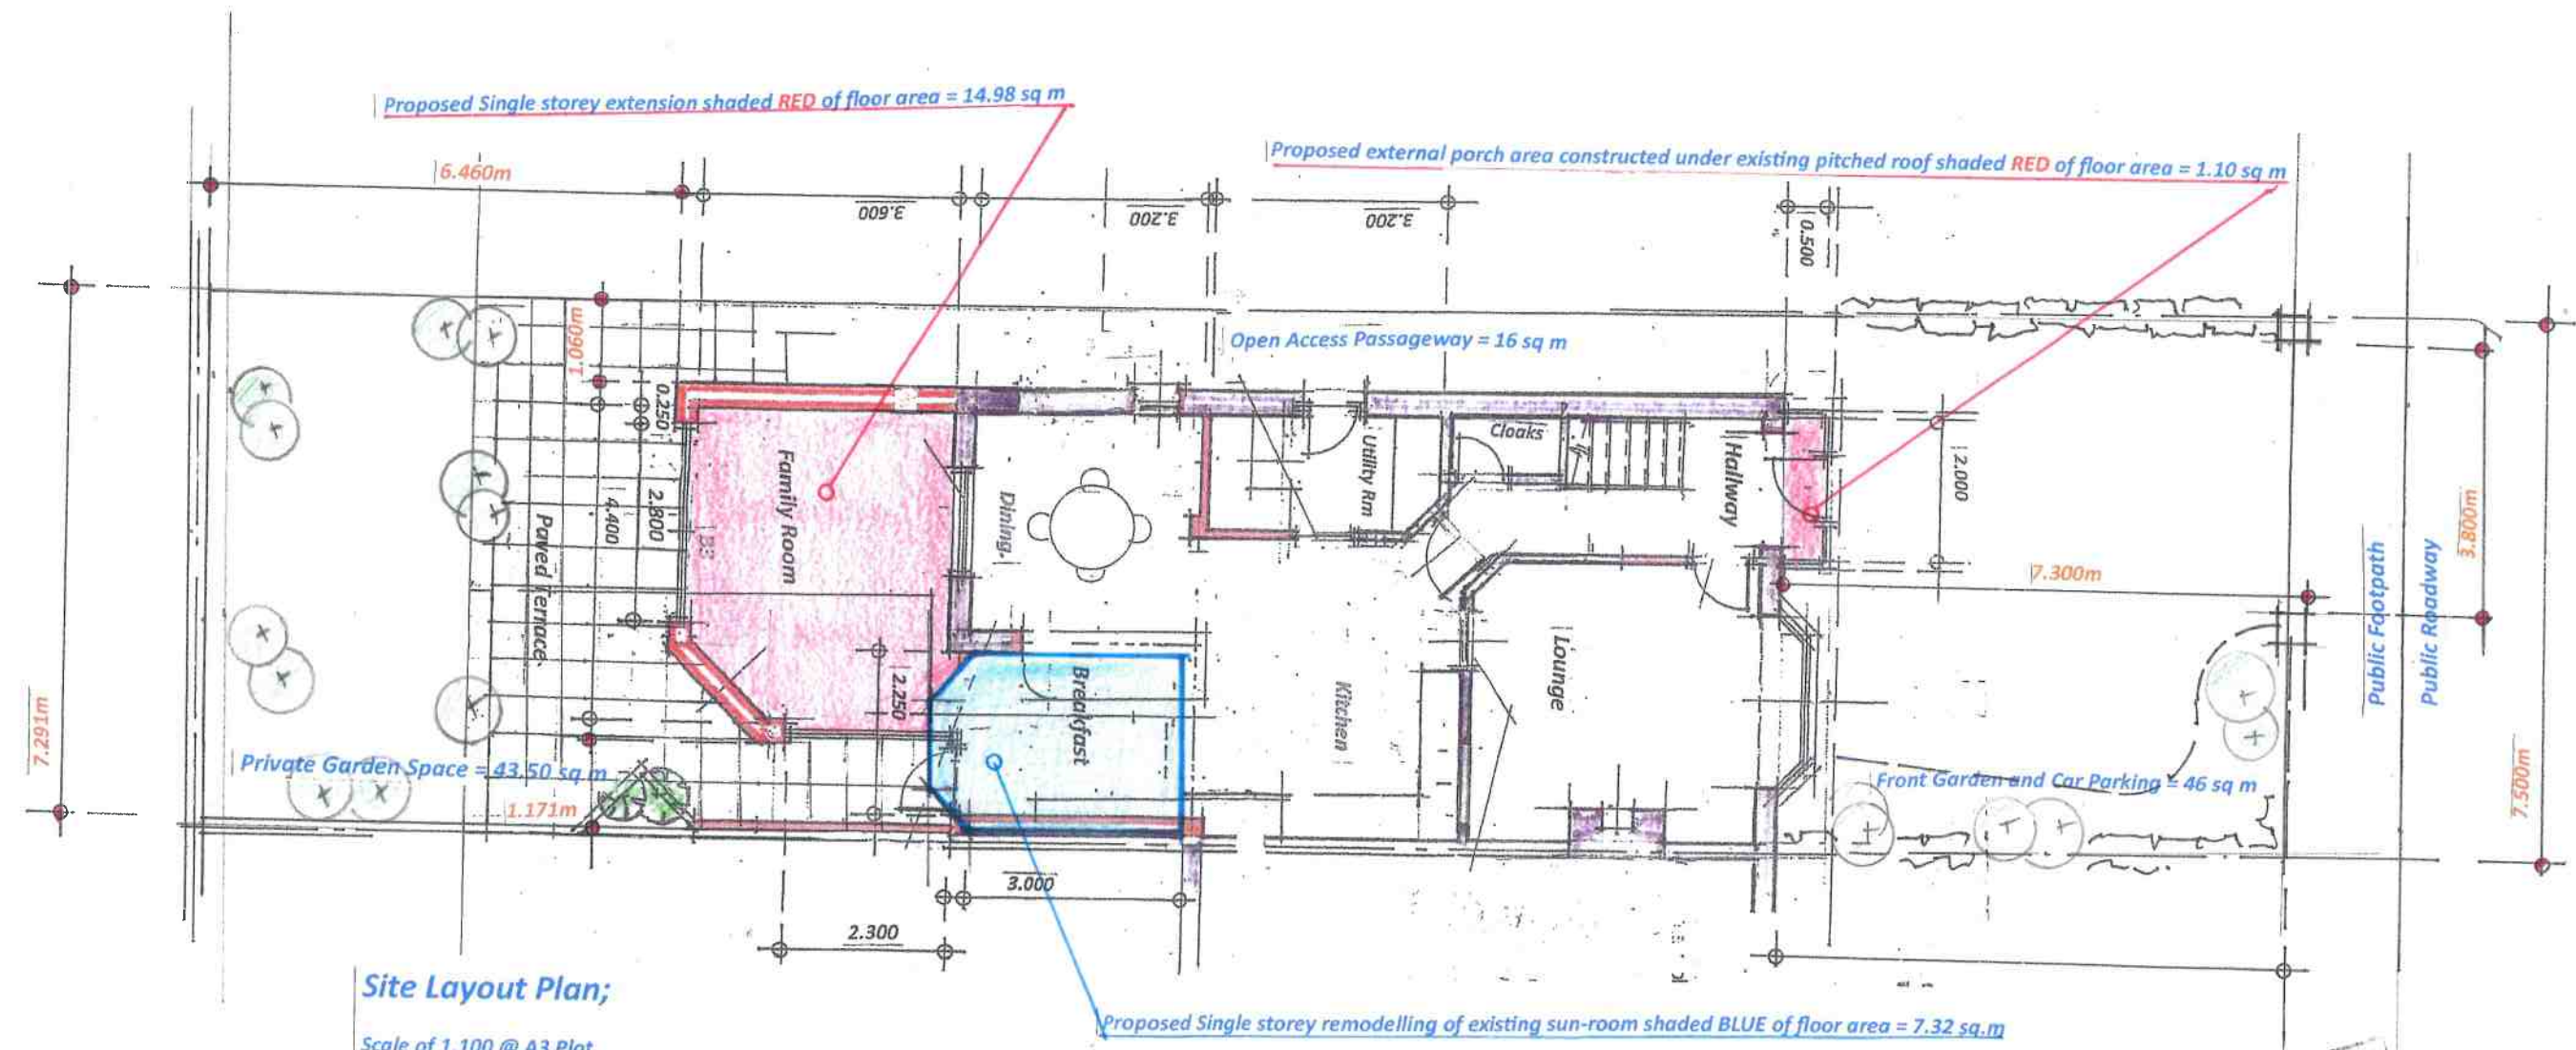 Proposed Single storey extension shaded RED of floor area = 14.98 sq m
Proposed external porch area constructed under existing pitched roof shaded RED of floor area = 1.10 sq m
6.460m
3.600
3.200
3.200
0.500
Open Access Passageway = 16 sq m
1.060m
0.250
2.800
4.400
Paved Terrace
Family Room
Dining.
Utility Rm
Cloaks
Hallway
2.000
7.300m
Public Footpath
Public Roadway
3.800m
2.250
Breakfast
Kitchen
Lounge
7.291m
Private Garden Space = 43.50 sq m
1.171m
Front Garden and Car Parking = 46 sq m
7.500m
3.000
2.300
Site Layout Plan;
Scale of 1.100 @ A3 Plot
Proposed Single storey remodelling of existing sun-room shaded BLUE of floor area = 7.32 sq.m